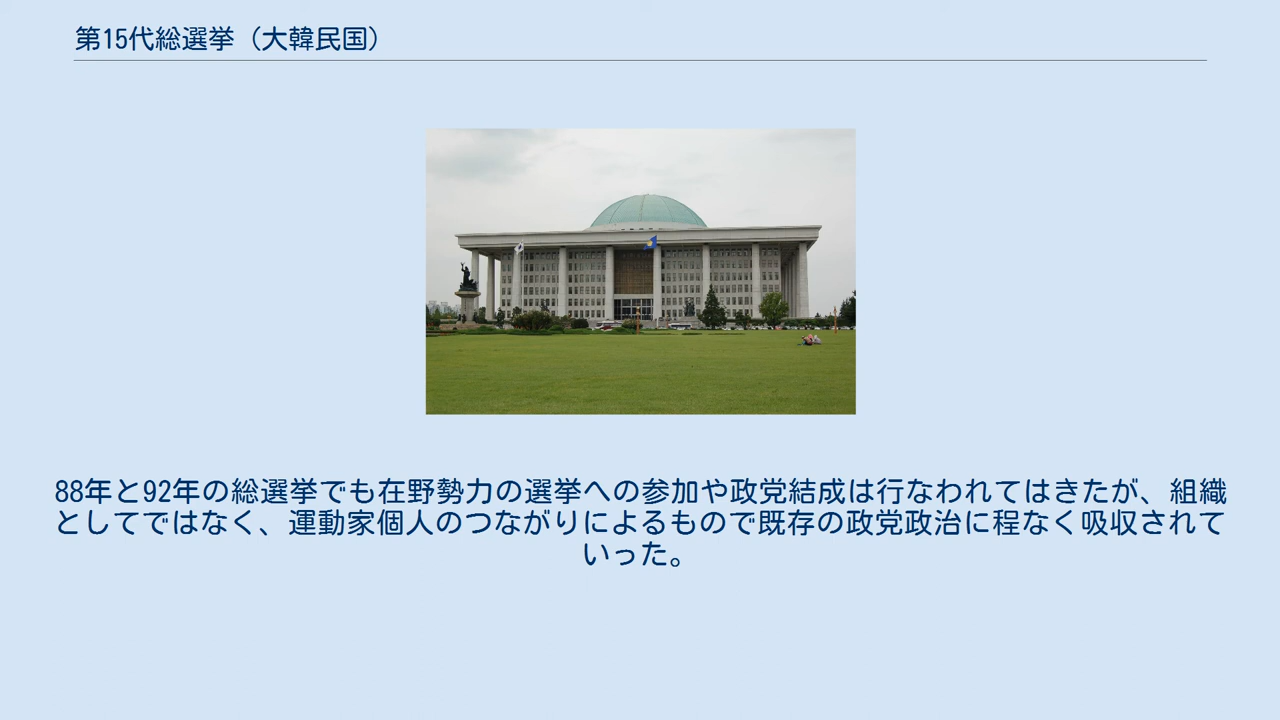 第15代総選挙（大韓民国）
88年と92年の総選挙でも在野勢力の選挙への参加や政党結成は行なわれてはきたが、組織
としてではなく、運動家個人のつながりによるもので既存の政党政治に程なく吸収されて
いった。